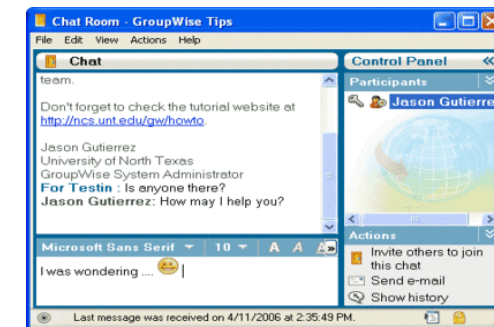 Chat Room - GroupWise Tips
File Edit View Actions Help
Chat
team.
Don't forget to check the tutorial website at
http://ncs.unt.edu/gw/howto.
Jason Gutierrez
University of North Texas
GroupWise System Administrator
For Testin : Is anyone there?
Jason Gutierrez: How may I help you?
Microsoft Sans Serif 10 A A A »
I was wondering ....
Control Panel «
Participants
Jason Gutierre
Actions
Invite others to join
this chat
Send e-mail
Show history
Last message was received on 4/11/2006 at 2:35:49 PM.